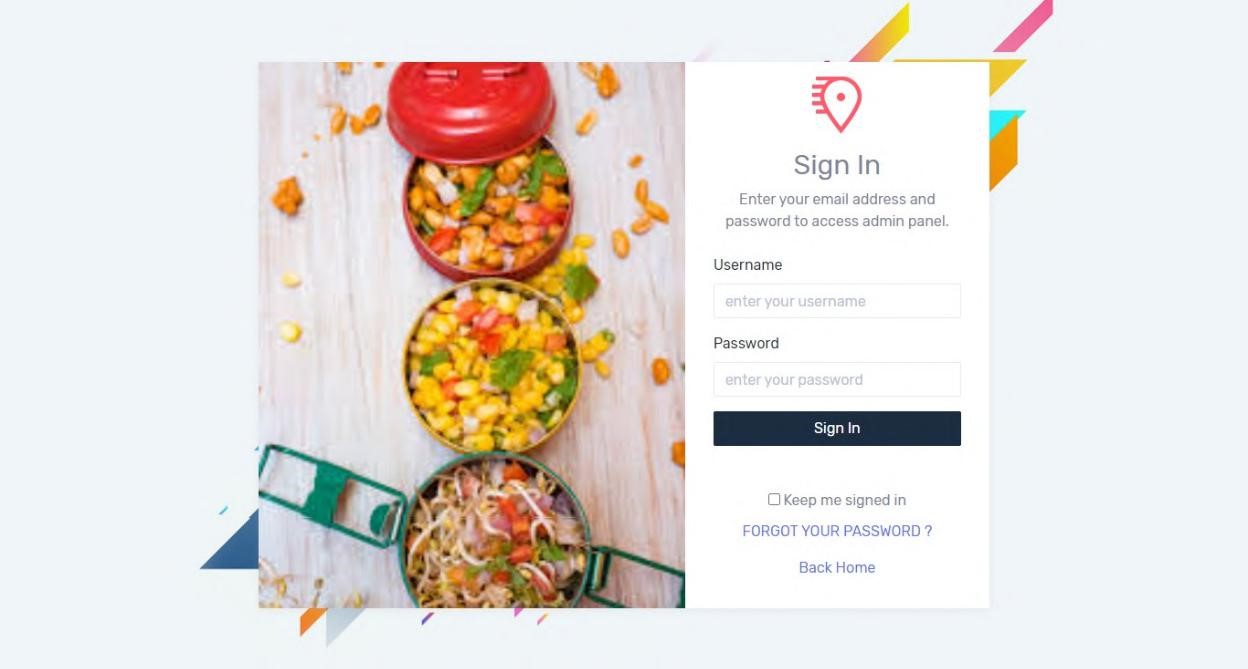 Sign In
Enter your email address and
password to access admin panel.
Username
enter your username
Password
enter your password
Sign In
Keep me signed in
FORGOT YOUR PASSWORD ?
Back Home